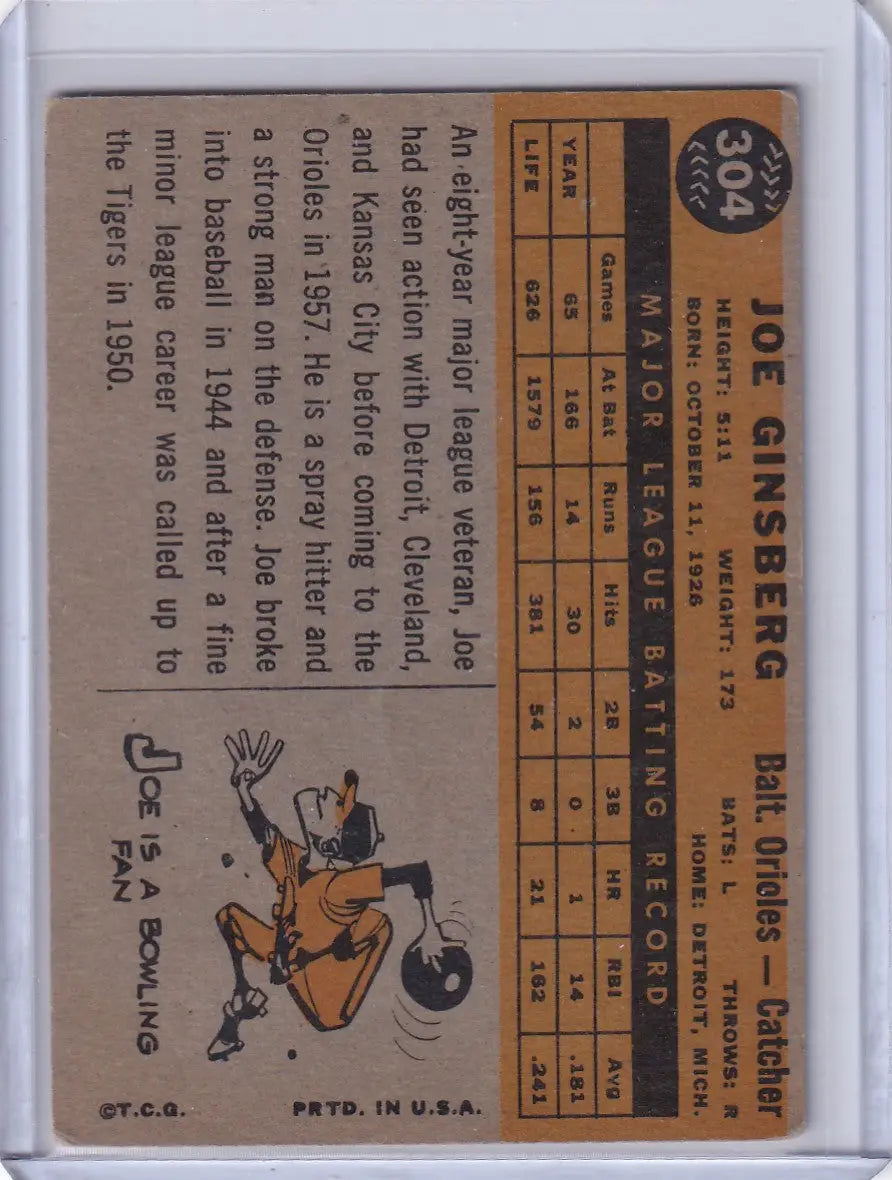 304
JOE GINSBERG Balt. Orioles — Catcher
HEIGHT: 5:11 WEIGHT: 173 BATS: L THROWS: R
BORN: OCTOBER 11, 1926 HOME: DETROIT, MICH.
MAJOR LEAGUE BATTING RECORD
Games At Bat Runs Hits 2B 3B HR RBI Avg
YEAR 65 166 14 30 2 0 1 14 .181
LIFE 626 1579 156 381 54 8 21 162 .241
An eight-year major league veteran, Joe
had seen action with Detroit, Cleveland,
and Kansas City before coming to the
Orioles in 1957. He is a spray hitter and
a strong man on the defense. Joe broke
into baseball in 1944 and after a fine
minor league career was called up to
the Tigers in 1950.
JOE IS A BOWLING
FAN
PRTD. IN U.S.A.
©T.C.G.